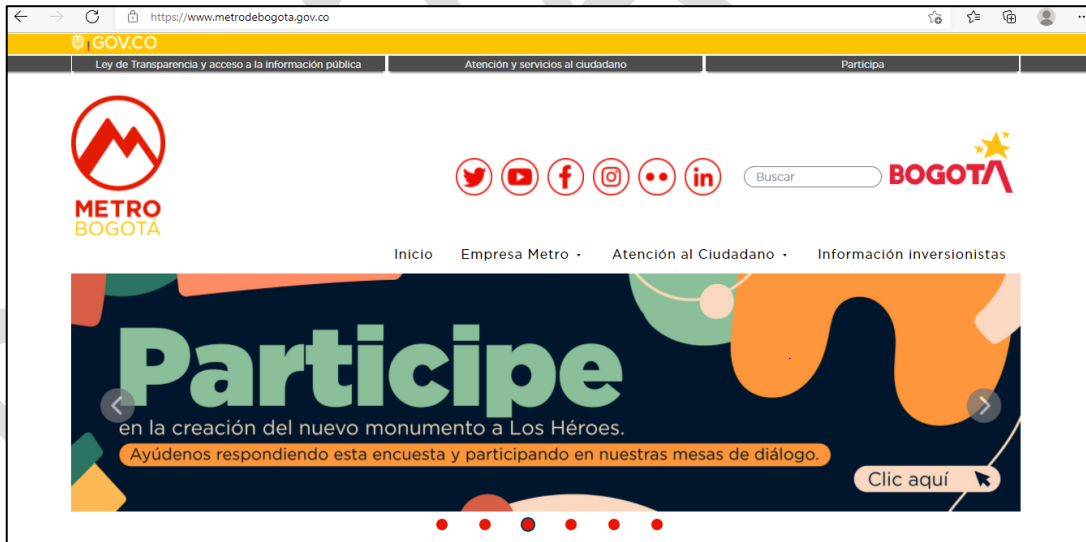 https://www.metrodebogota.gov.co
GOV.CO
Ley de Transparencia y acceso a la información pública
Atención y servicios al ciudadano
Participa
METRO
BOGOTÁ
Buscar
BOGOTA
Inicio
Empresa Metro
Atención al Ciudadano
Información inversionistas
Participe
en la creación del nuevo monumento a Los Héroes.
Ayúdenos respondiendo esta encuesta y participando en nuestras mesas de diálogo.
Clic aquí